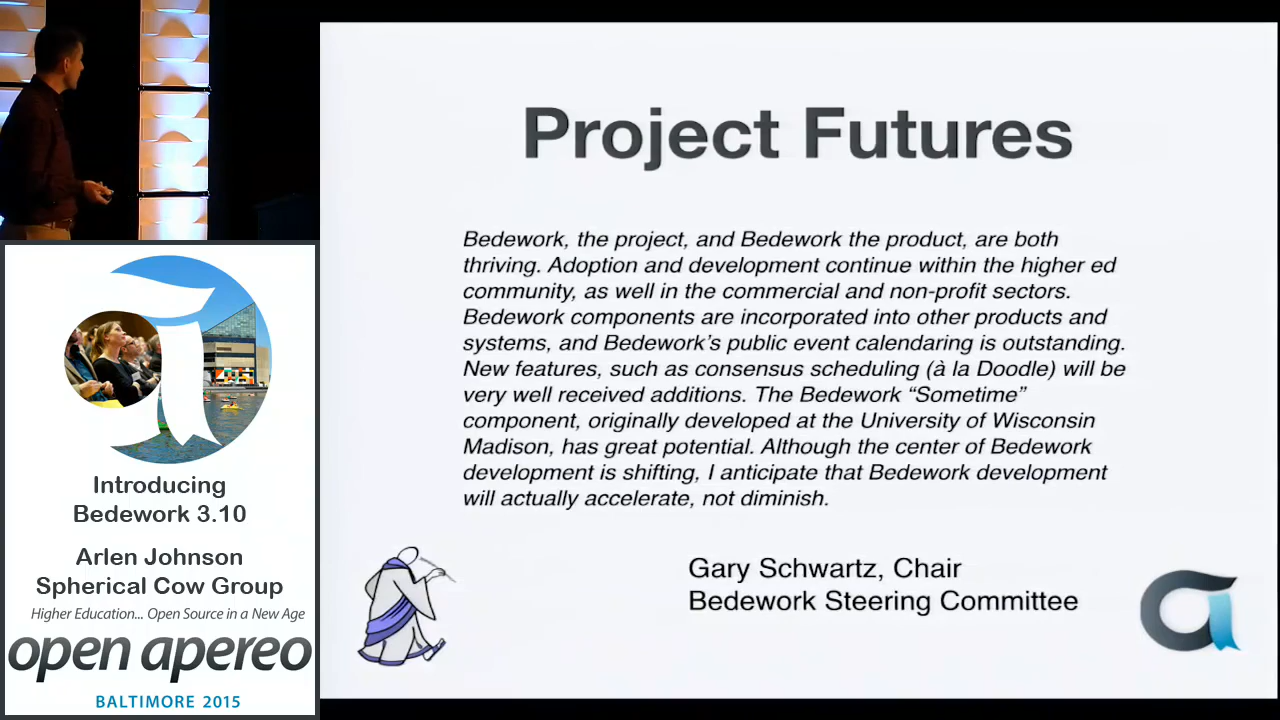 Project Futures
Bedework, the project, and Bedework the product, are both
thriving. Adoption and development continue within the higher ed
community, as well in the commercial and non-profit sectors.
Bedework components are incorporated into other products and
systems, and Bedework’s public event calendaring is outstanding.
New features, such as consensus scheduling (à la Doodle) will be
very well received additions. The Bedework “Sometime”
component, originally developed at the University of Wisconsin
Madison, has great potential. Although the center of Bedework
development is shifting, I anticipate that Bedework development
will actually accelerate, not diminish.
Gary Schwartz, Chair
Bedework Steering Committee
Introducing
Bedework 3.10
Arlen Johnson
Spherical Cow Group
Higher Education... Open Source in a New Age
open apereo
BALTIMORE 2015